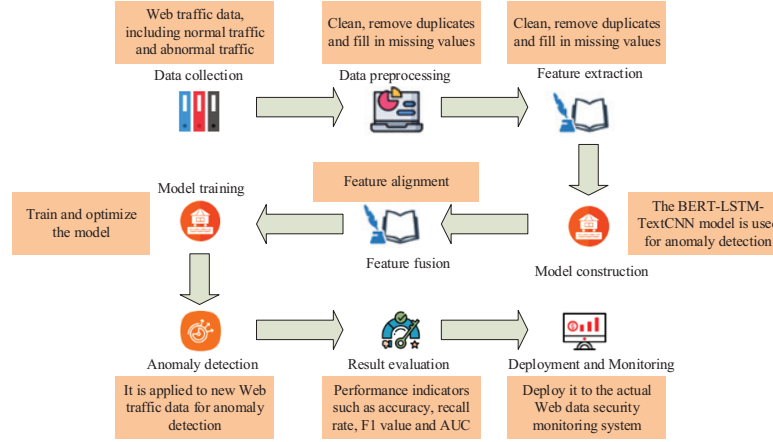 Web traffic data,
including normal traffic
and abnormal traffic
Data collection
Clean, remove duplicates
and fill in missing values
Data preprocessing
Clean, remove duplicates
and fill in missing values
Feature extraction
Train and optimize
the model
Model training
Feature alignment
Feature fusion
The BERT-LSTM-
TextCNN model is used
for anomaly detection
Model construction
Anomaly detection
It is applied to new Web
traffic data for anomaly
detection
Result evaluation
Performance indicators
such as accuracy, recall
rate, F1 value and AUC
Deployment and Monitoring
Deploy it to the actual
Web data security
monitoring system